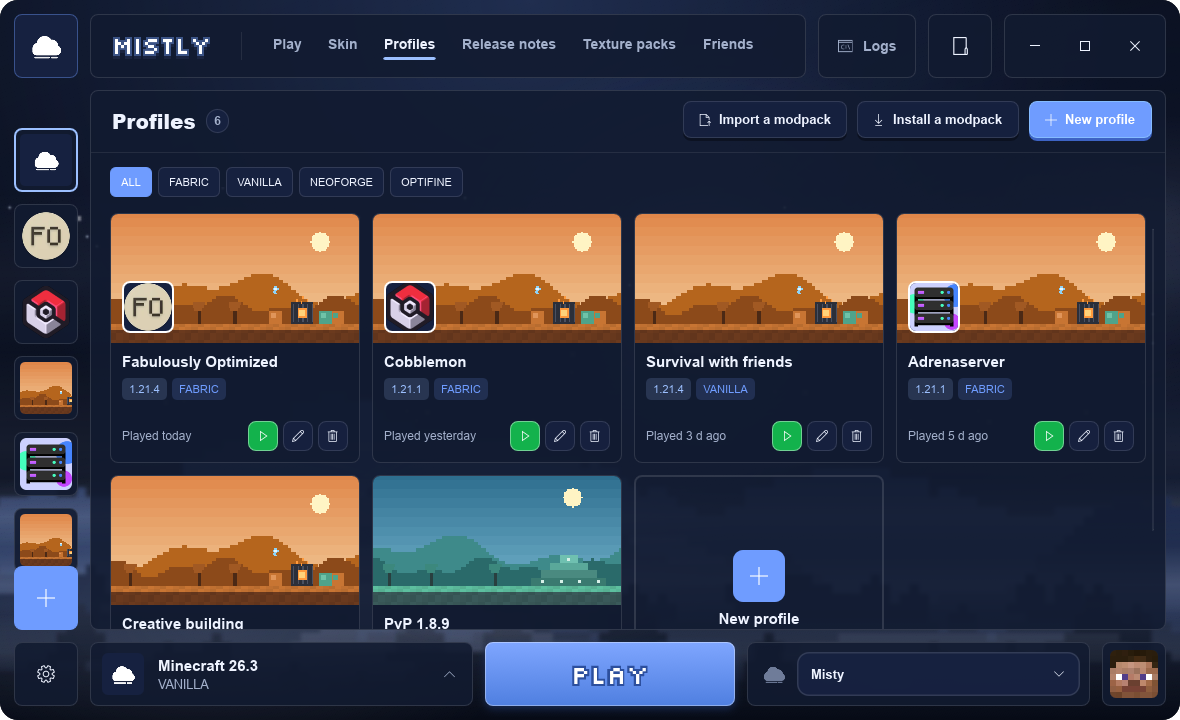 MISTLY
Play
Skin
Profiles
Release notes
Texture packs
Friends
Logs
Profiles
6
Import a modpack
Install a modpack
New profile
ALL
FABRIC
VANILLA
NEOFORGE
OPTIFINE
FO
FO
Fabulously Optimized
1.21.4
FABRIC
Played today
Cobblemon
1.21.1
FABRIC
Played yesterday
Survival with friends
1.21.4
VANILLA
Played 3 d ago
Adrenaserver
1.21.1
FABRIC
Played 5 d ago
Creative building
PvP 1.8.9
New profile
Minecraft 26.3
VANILLA
PLAY
Misty